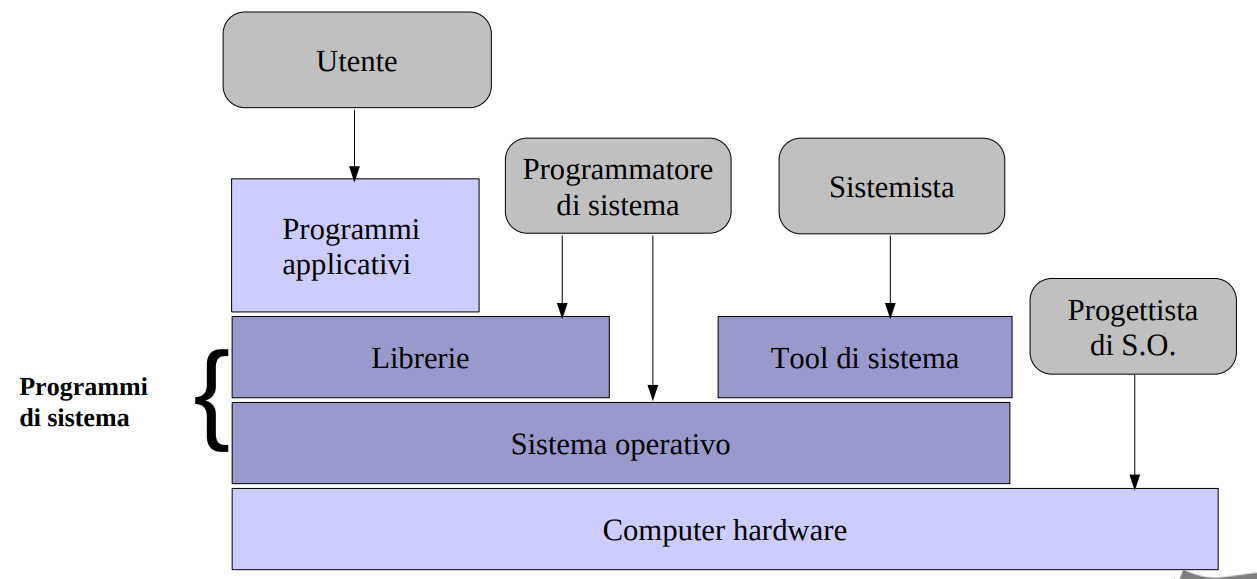 Utente
Programmatore
di sistema
Sistemista
Programmi
applicativi
Progettista
di S.O.
Librerie
Tool di sistema
Programmi
di sistema
Sistema operativo
Computer hardware